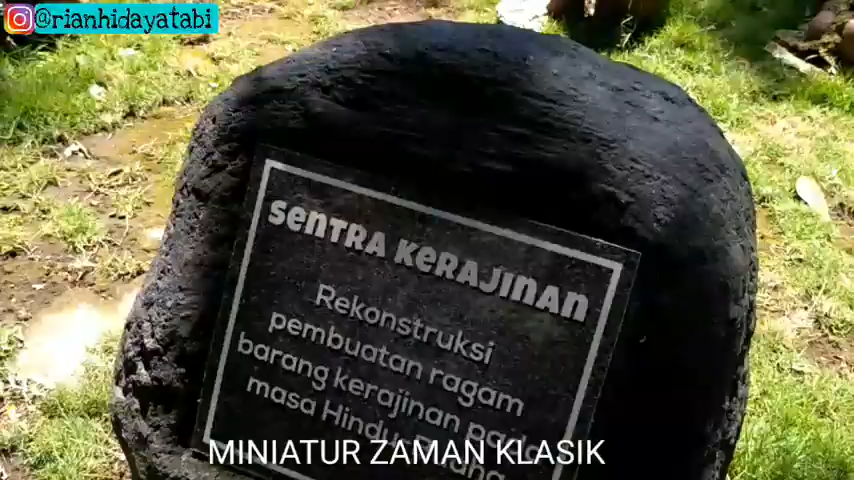 @rianhidayatabi
SENTRA KERAJINAN
Rekonstruksi
pembuatan ragam
barang kerajinan
masa Hindu
MINIATUR ZAMAN KLASIK